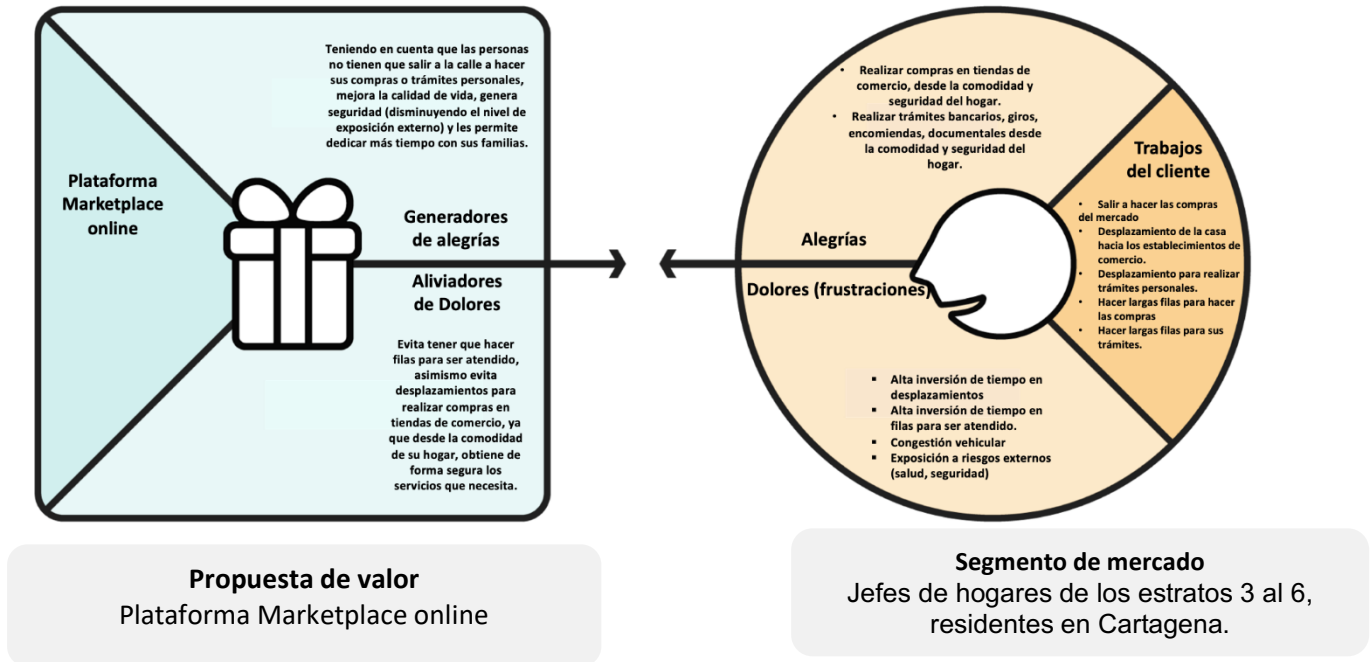 Teniendo en cuenta que las personas
no tienen que salir a la calle a hacer
sus compras o trámites personales,
mejora la calidad de vida, genera
seguridad (disminuyendo el nivel de
exposición externo) y les permite
dedicar más tiempo con sus familias.
Plataforma
Marketplace
online
Generadores
de alegrías
Aliviadores
de Dolores
Evita tener que hacer
filas para ser atendido,
asimismo evita
desplazamientos para
realizar compras en
tiendas de comercio, ya
que desde la comodidad
de su hogar, obtiene de
forma segura los
servicios que necesita.
Propuesta de valor
Plataforma Marketplace online
• Realizar compras en tiendas de
comercio, desde la comodidad y
seguridad del hogar.
• Realizar trámites bancarios, giros,
encomiendas, documentales desde
la comodidad y seguridad del
hogar.
Trabajos
del cliente
• Salir a hacer las compras
del mercado
• Desplazamiento de la casa
hacia los establecimientos de
comercio.
• Desplazamiento para realizar
trámites personales.
• Hacer largas filas para hacer
las compras
• Hacer largas filas para sus
trámites.
Alegrías
Dolores (frustraciones)
▪ Alta inversión de tiempo en
desplazamientos
▪ Alta inversión de tiempo en
filas para ser atendido.
▪ Congestión vehicular
▪ Exposición a riesgos externos
(salud, seguridad)
Segmento de mercado
Jefes de hogares de los estratos 3 al 6,
residentes en Cartagena.